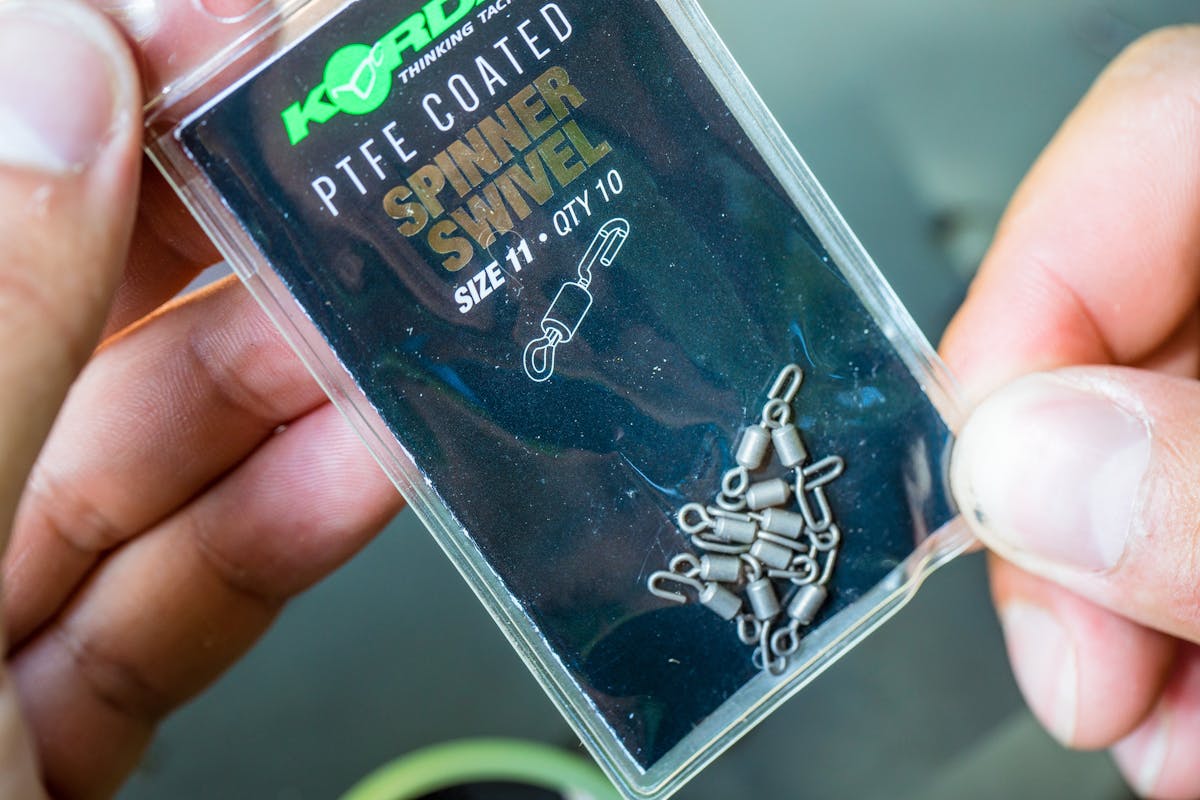 KORDA
THINKING TACKLE
PTFE COATED
SPINNER
SWIVEL
SIZE 11 • QTY 10